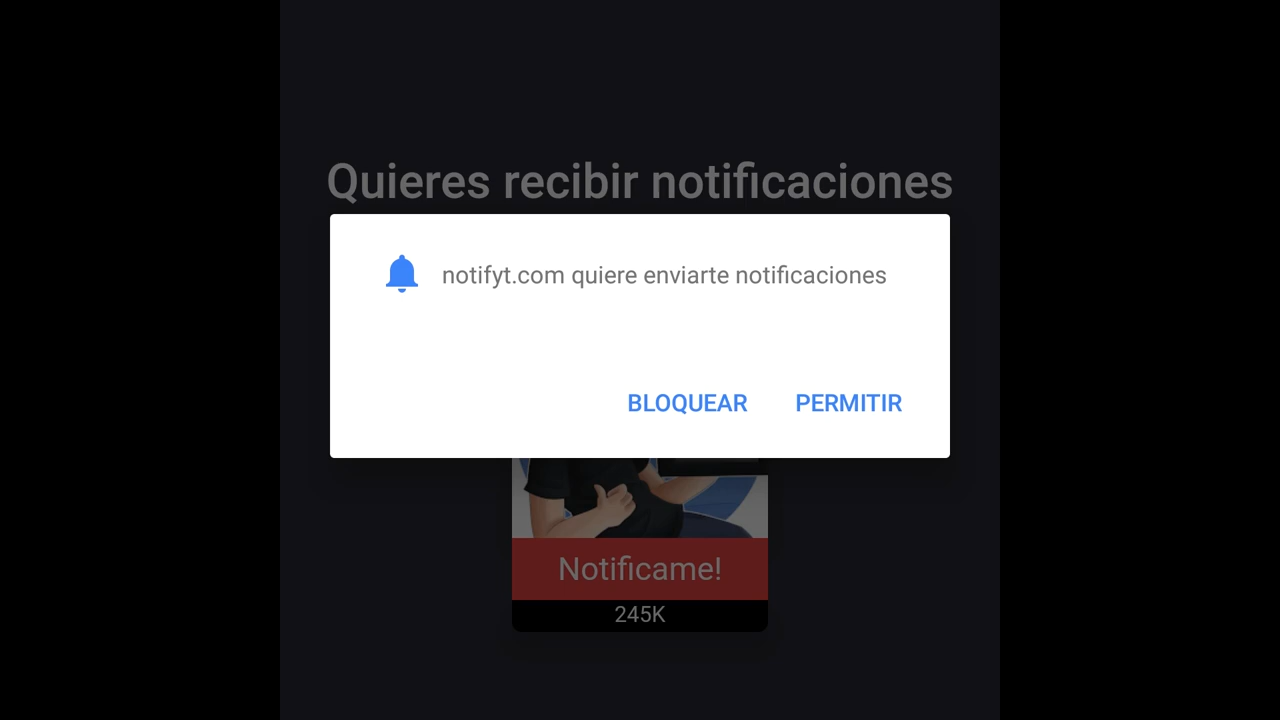 Quieres recibir notificaciones
notifyt.com quiere enviarte notificaciones
BLOQUEAR PERMITIR
Notificame!
245K